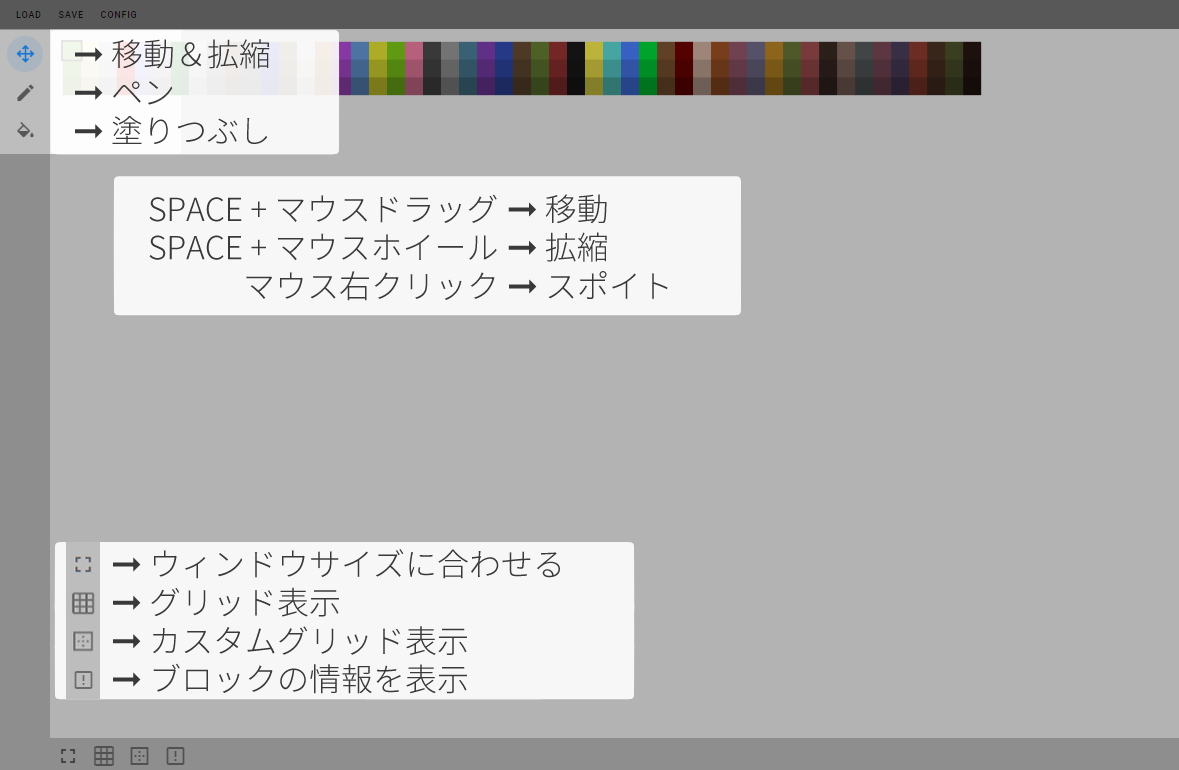 LOAD SAVE CONFIG
→ 移動＆拡縮
→ ペン
→ 塗りつぶし
SPACE + マウスドラッグ → 移動
SPACE + マウスホイール → 拡縮
マウス右クリック → スポイト
→ ウィンドウサイズに合わせる
→ グリッド表示
→ カスタムグリッド表示
→ ブロックの情報を表示